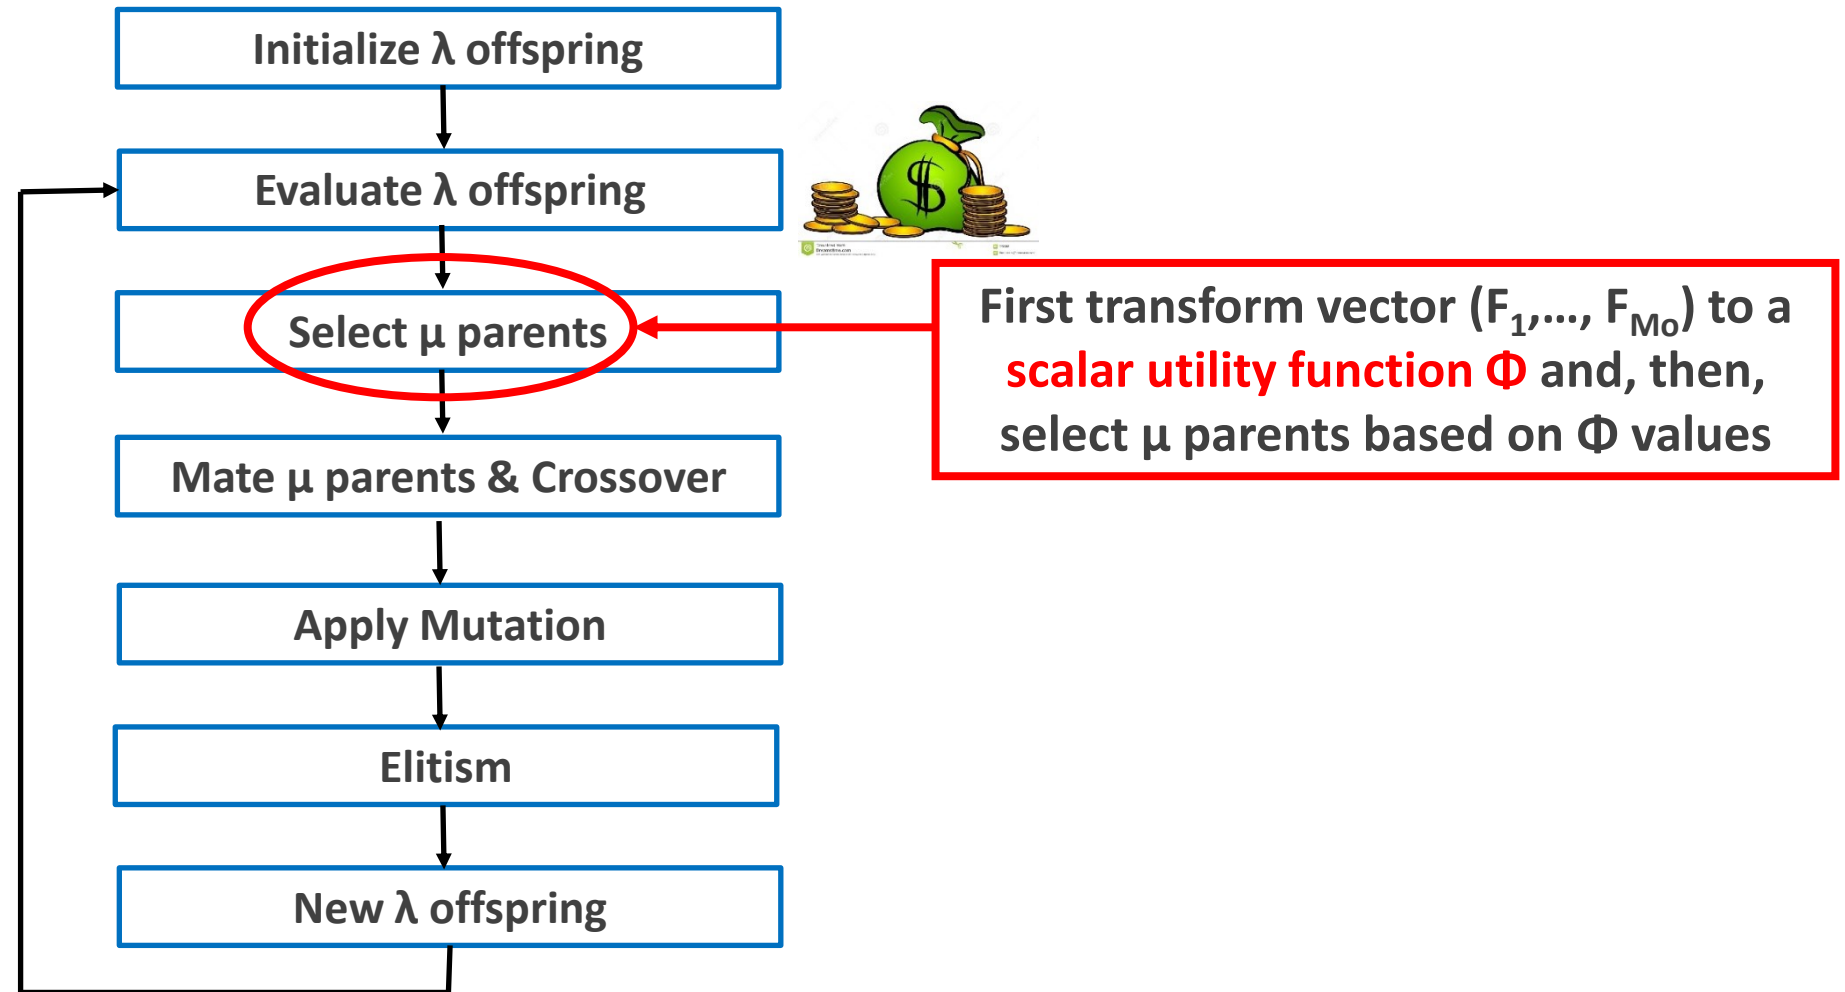 Initialize λ offspring
Evaluate λ offspring
$
Select μ parents
First transform vector (F1,..., FMo) to a
scalar utility function Φ and, then,
select μ parents based on Φ values
Mate μ parents & Crossover
Apply Mutation
Elitism
New λ offspring